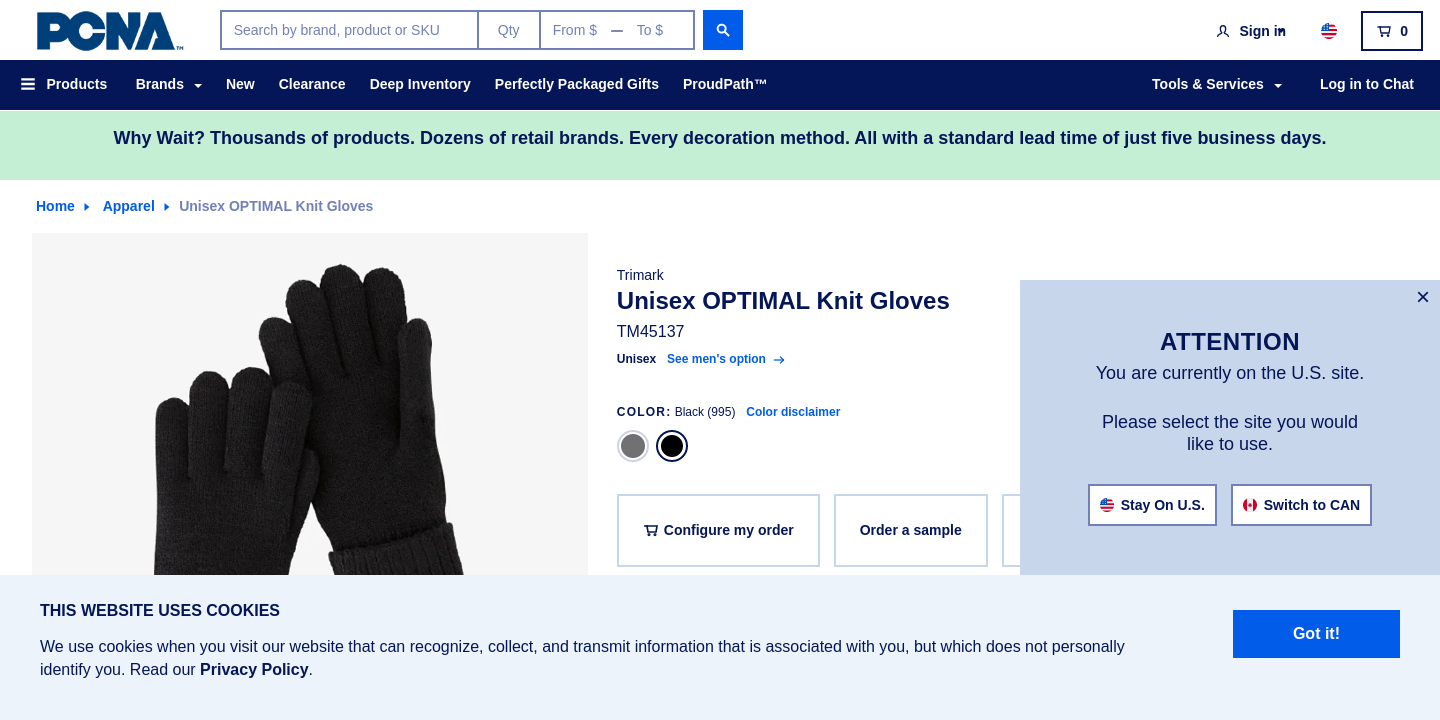 PCNA™
Search by brand, product or SKU
Qty
From $ — To $
Sign in
0
Products
Brands
New
Clearance
Deep Inventory
Perfectly Packaged Gifts
ProudPath™
Tools & Services
Log in to Chat
Why Wait? Thousands of products. Dozens of retail brands. Every decoration method. All with a standard lead time of just five business days.
Home
Apparel
Unisex OPTIMAL Knit Gloves
Trimark
Unisex OPTIMAL Knit Gloves
TM45137
Unisex See men's option
COLOR: Black (995) Color disclaimer
Configure my order
Order a sample
×
ATTENTION
You are currently on the U.S. site.
Please select the site you would
like to use.
Stay On U.S.
Switch to CAN
THIS WEBSITE USES COOKIES
We use cookies when you visit our website that can recognize, collect, and transmit information that is associated with you, but which does not personally
identify you. Read our Privacy Policy.
Got it!